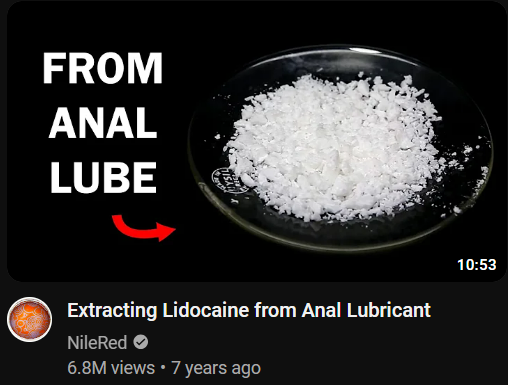 FROM
ANAL
LUBE
10:53
Extracting Lidocaine from Anal Lubricant
NileRed
6.8M views • 7 years ago